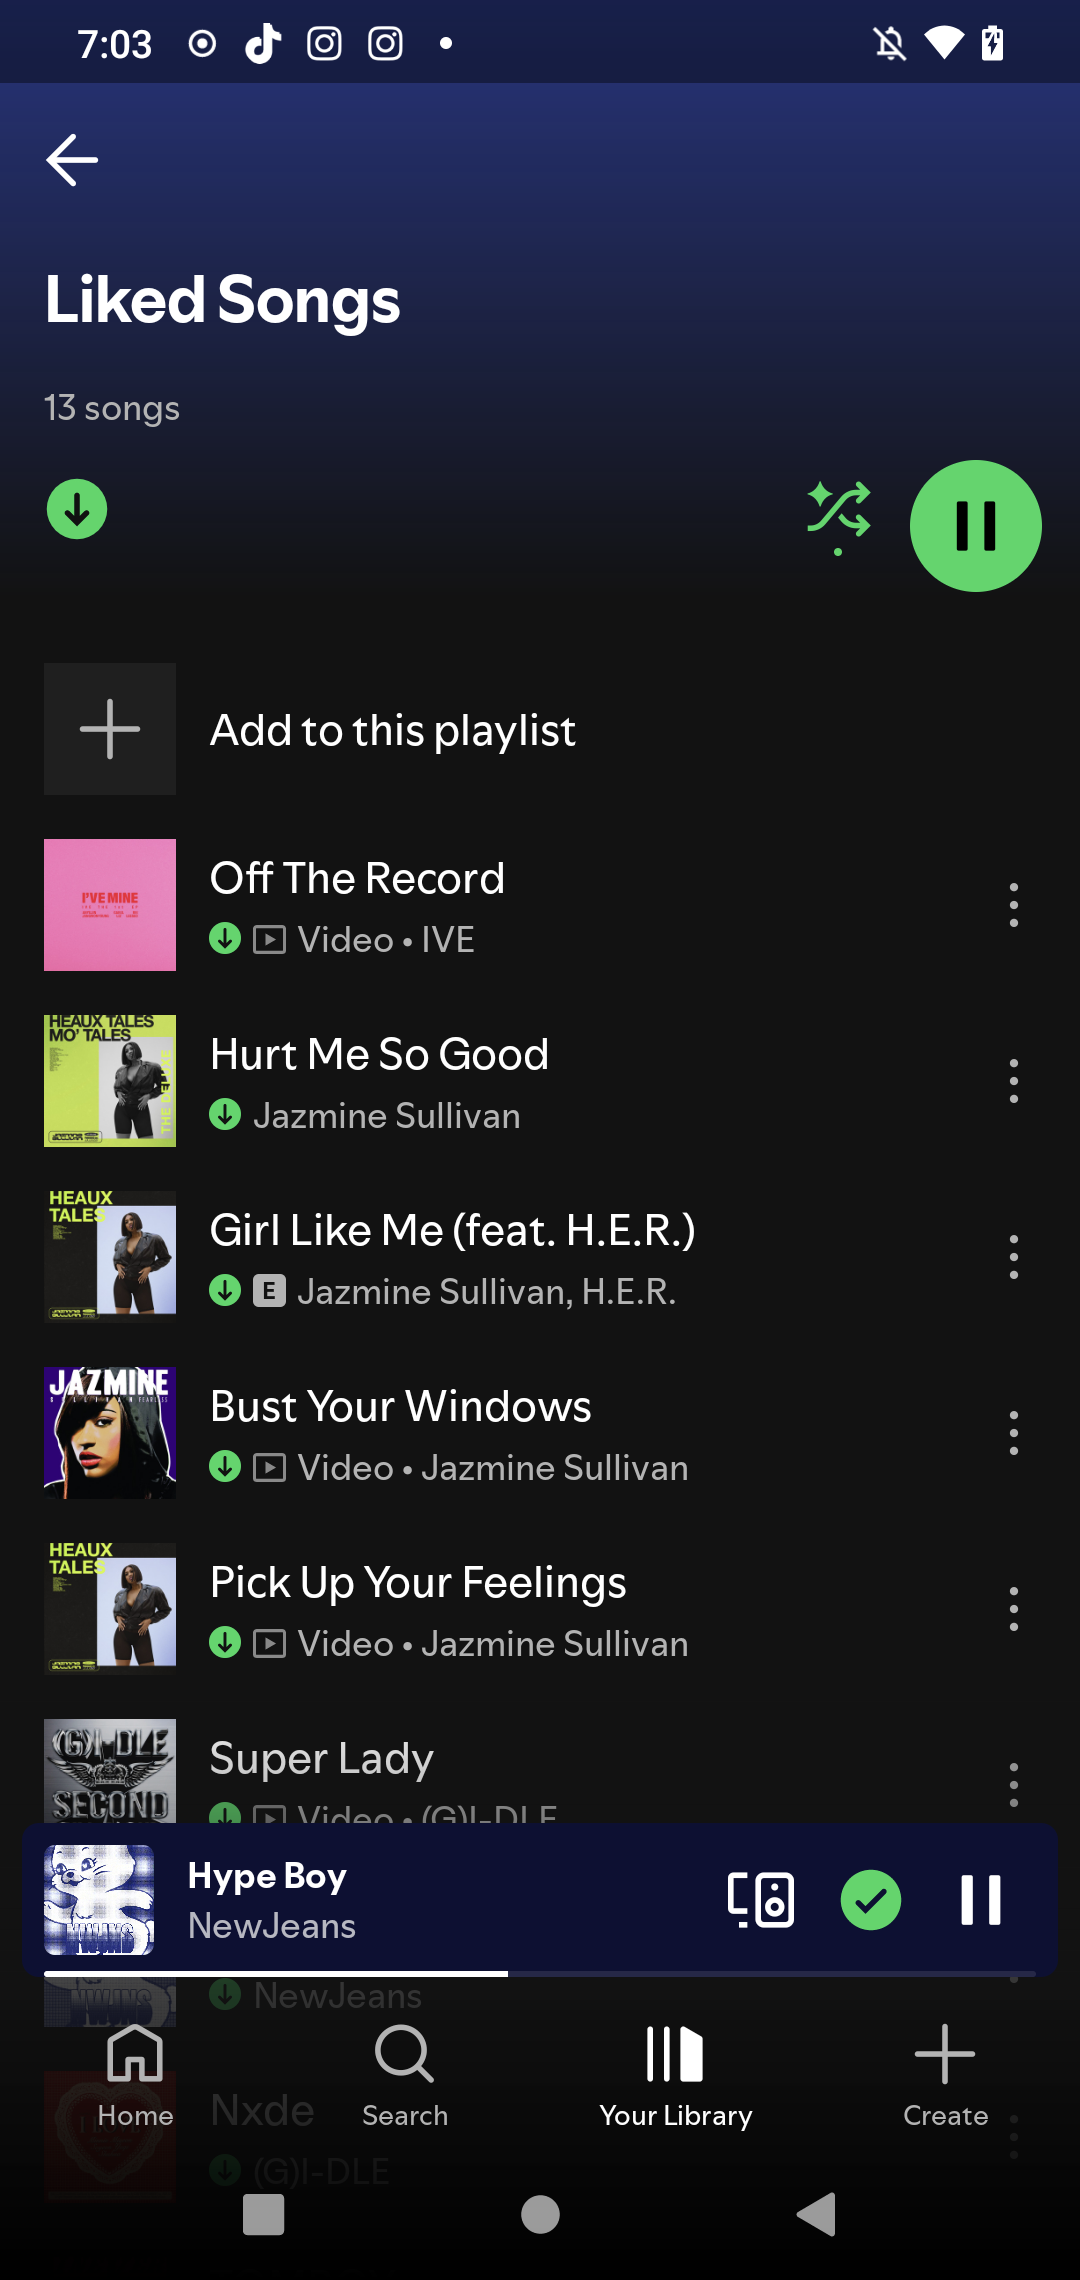 7:03
Liked Songs
13 songs
Add to this playlist
I'VE MINE
Off The Record
Video • IVE
HEAUX TALES
MO' TALES
THE DELUXE
Hurt Me So Good
Jazmine Sullivan
HEAUX
TALES
Girl Like Me (feat. H.E.R.)
E Jazmine Sullivan, H.E.R.
JAZMINE
SULLIVAN FEARLESS
Bust Your Windows
Video • Jazmine Sullivan
HEAUX
TALES
Pick Up Your Feelings
Video • Jazmine Sullivan
(G)I-DLE
SECOND
Super Lady
Video • (G)I-DLE
Hype Boy
NewJeans
NWJNS
NewJeans
Nxde
(G)I-DLE
Home
Search
Your Library
Create